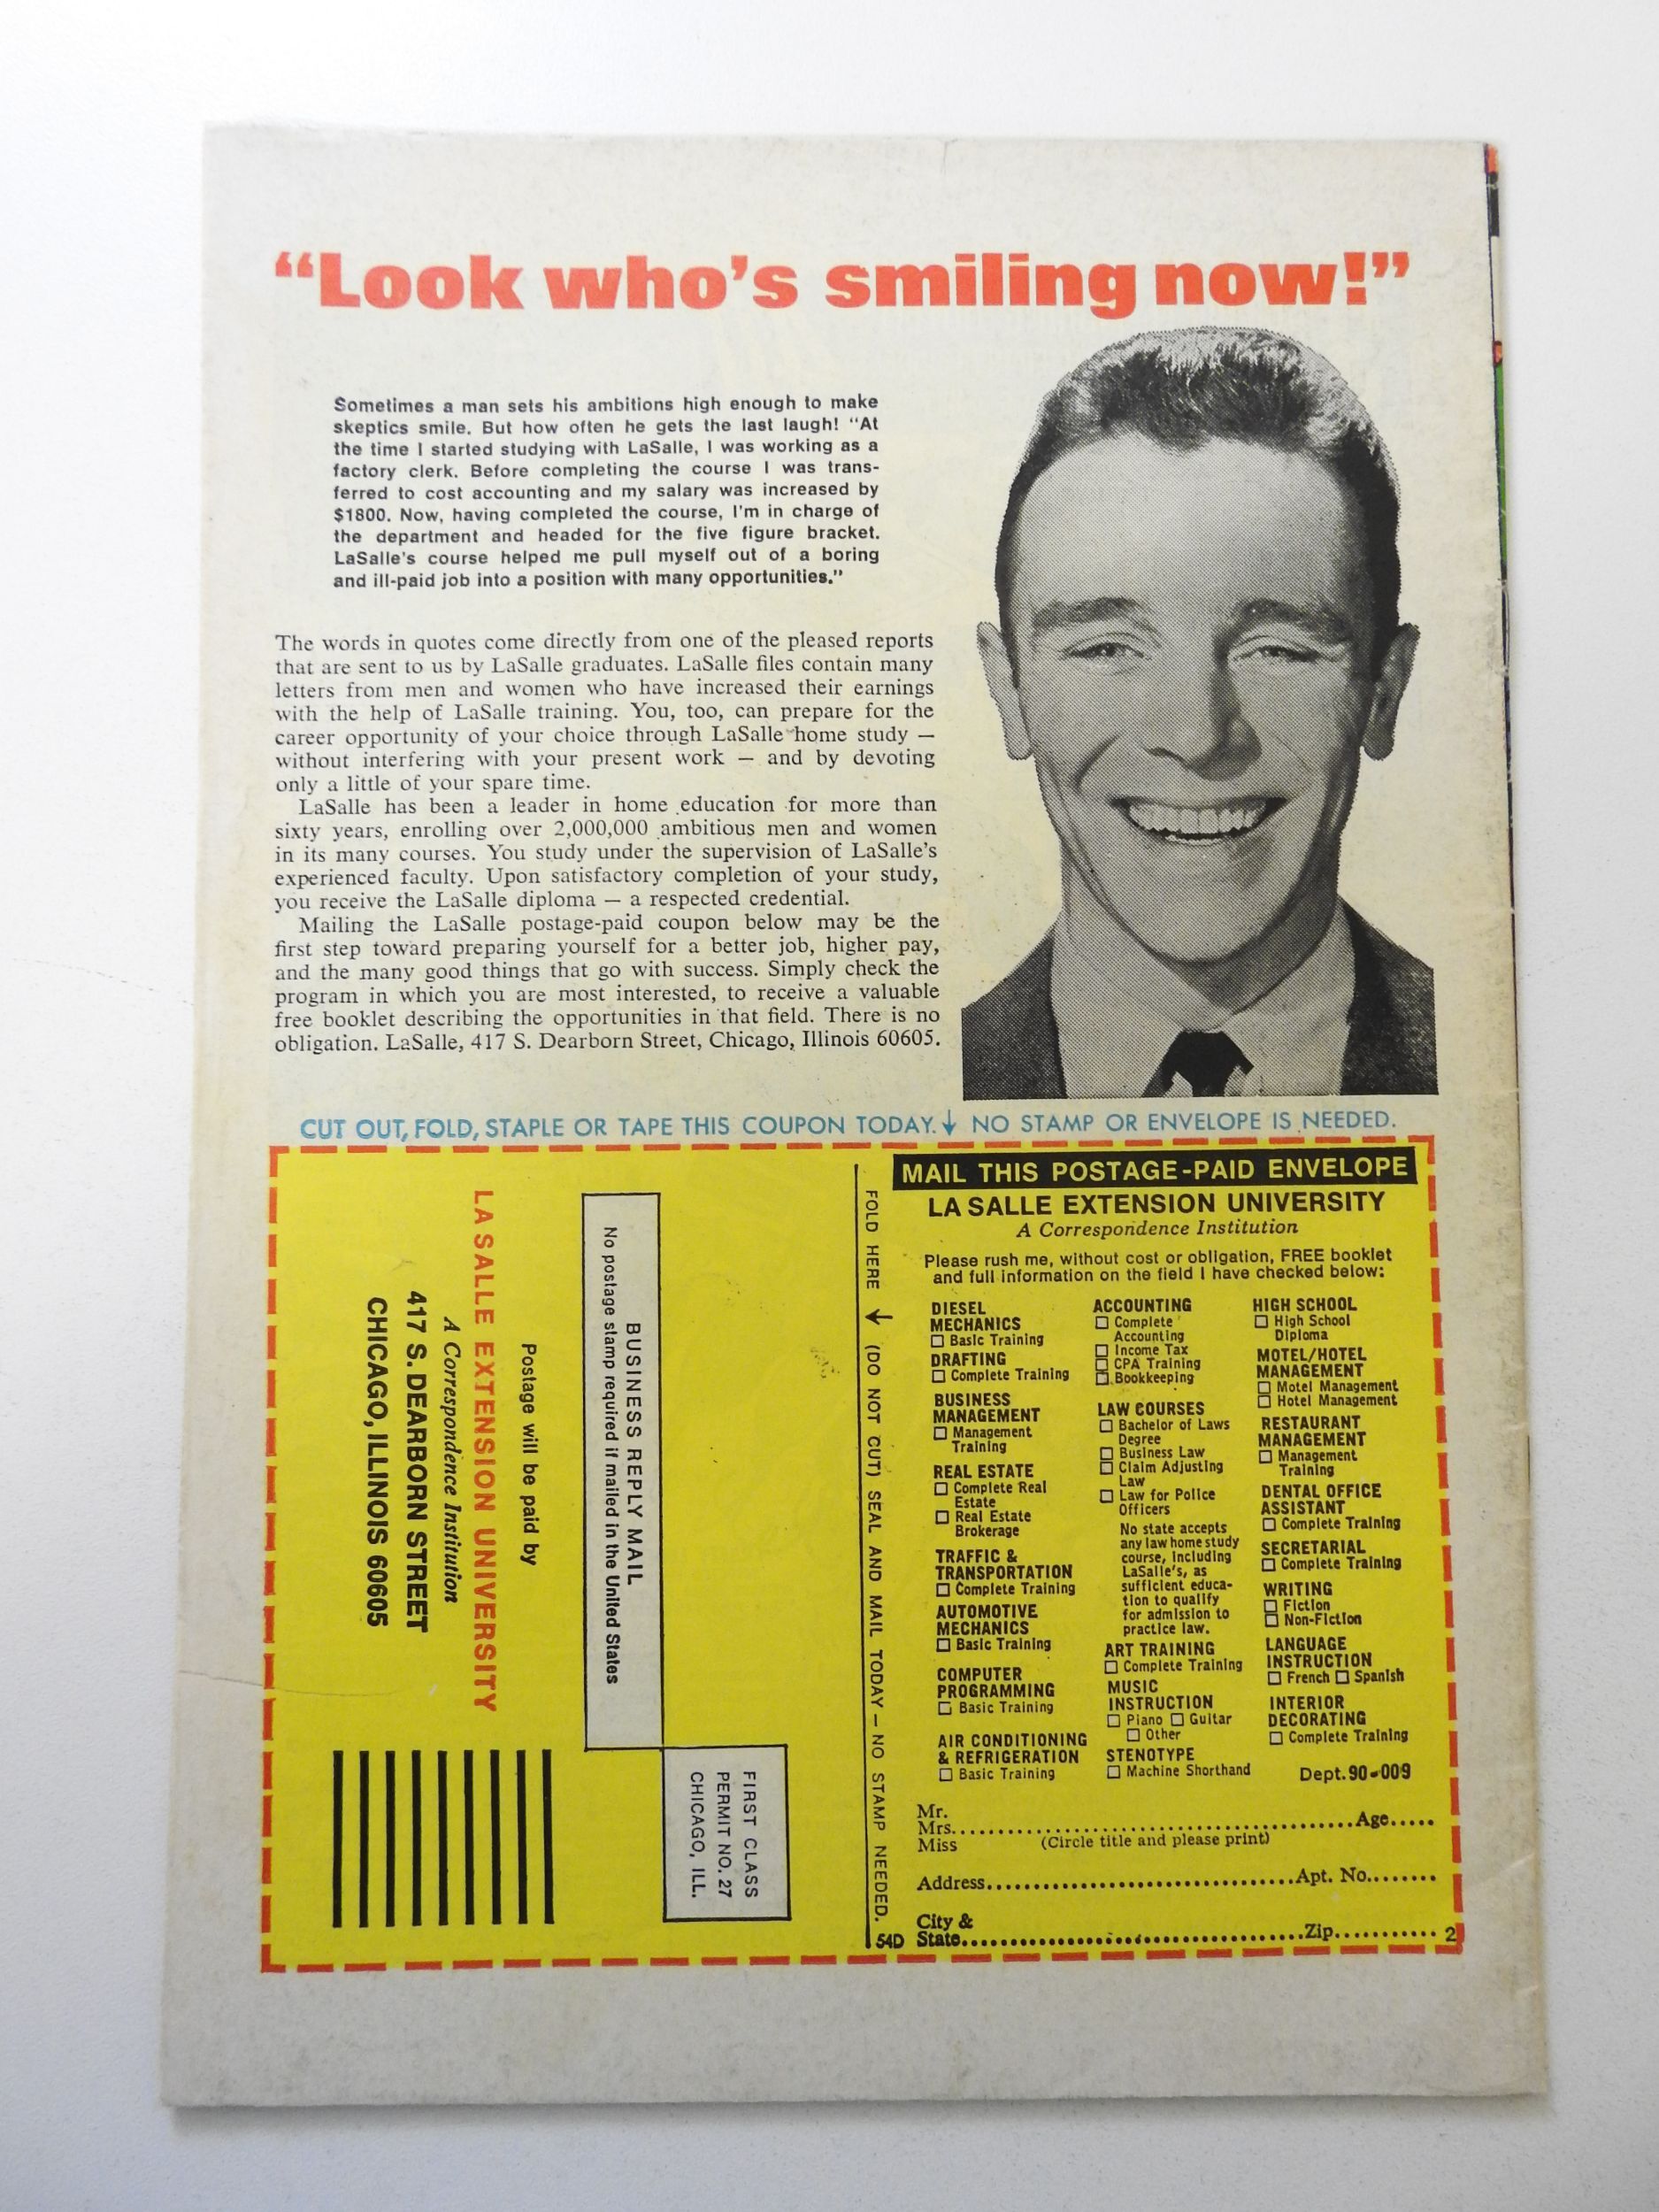 “Look who’s smiling now!”
Sometimes a man sets his ambitions high enough to make
skeptics smile. But how often he gets the last laugh! “At
the time I started studying with LaSalle, I was working as a
factory clerk. Before completing the course I was trans-
ferred to cost accounting and my salary was increased by
$1800. Now, having completed the course, I’m in charge of
the department and headed for the five figure bracket.
LaSalle’s course helped me pull myself out of a boring
and ill-paid job into a position with many opportunities.”
The words in quotes come directly from one of the pleased reports
that are sent to us by LaSalle graduates. LaSalle files contain many
letters from men and women who have increased their earnings
with the help of LaSalle training. You, too, can prepare for the
career opportunity of your choice through LaSalle home study —
without interfering with your present work — and by devoting
only a little of your spare time.
LaSalle has been a leader in home education for more than
sixty years, enrolling over 2,000,000 ambitious men and women
in its many courses. You study under the supervision of LaSalle’s
experienced faculty. Upon satisfactory completion of your study,
you receive the LaSalle diploma — a respected credential.
Mailing the LaSalle postage-paid coupon below may be the
first step toward preparing yourself for a better job, higher pay,
and the many good things that go with success. Simply check the
program in which you are most interested, to receive a valuable
free booklet describing the opportunities in that field. There is no
obligation. LaSalle, 417 S. Dearborn Street, Chicago, Illinois 60605.
CUT OUT, FOLD, STAPLE OR TAPE THIS COUPON TODAY.↓ NO STAMP OR ENVELOPE IS NEEDED.
FIRST CLASS
PERMIT NO. 27
CHICAGO, ILL.
BUSINESS REPLY MAIL
No postage stamp required if mailed in the United States
Postage will be paid by
LA SALLE EXTENSION UNIVERSITY
A Correspondence Institution
417 S. DEARBORN STREET
CHICAGO, ILLINOIS 60605
FOLD HERE ↓ (DO NOT CUT) SEAL AND MAIL TODAY — NO STAMP NEEDED.
MAIL THIS POSTAGE-PAID ENVELOPE
LA SALLE EXTENSION UNIVERSITY
A Correspondence Institution
Please rush me, without cost or obligation, FREE booklet
and full information on the field I have checked below:
DIESEL
MECHANICS
☐ Basic Training
DRAFTING
☐ Complete Training
BUSINESS
MANAGEMENT
☐ Management
Training
REAL ESTATE
☐ Complete Real
Estate
☐ Real Estate
Brokerage
TRAFFIC &
TRANSPORTATION
☐ Complete Training
AUTOMOTIVE
MECHANICS
☐ Basic Training
COMPUTER
PROGRAMMING
☐ Basic Training
AIR CONDITIONING
& REFRIGERATION
☐ Basic Training
ACCOUNTING
☐ Complete
Accounting
☐ Income Tax
☐ CPA Training
☐ Bookkeeping
LAW COURSES
☐ Bachelor of Laws
Degree
☐ Business Law
☐ Claim Adjusting
Law
☐ Law for Police
Officers
No state accepts
any law home study
course, including
LaSalle’s, as
sufficient educa-
tion to qualify
for admission to
practice law.
ART TRAINING
☐ Complete Training
MUSIC
INSTRUCTION
☐ Piano ☐ Guitar
☐ Other
STENOTYPE
☐ Machine Shorthand
HIGH SCHOOL
☐ High School
Diploma
MOTEL/HOTEL
MANAGEMENT
☐ Motel Management
☐ Hotel Management
RESTAURANT
MANAGEMENT
☐ Management
Training
DENTAL OFFICE
ASSISTANT
☐ Complete Training
SECRETARIAL
☐ Complete Training
WRITING
☐ Fiction
☐ Non-Fiction
LANGUAGE
INSTRUCTION
☐ French ☐ Spanish
INTERIOR
DECORATING
☐ Complete Training
Dept. 90-009
Mr.
Mrs. Age
Miss (Circle title and please print)
Address Apt. No.
City &
54D State Zip 2